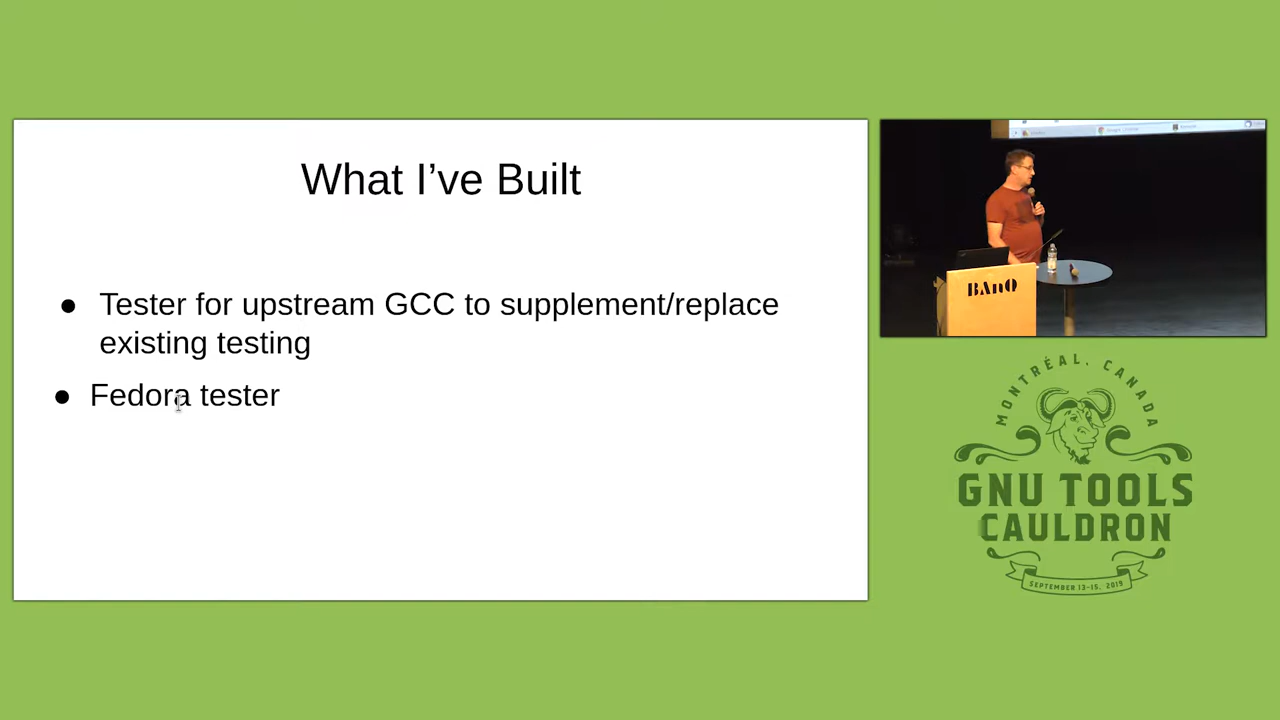 What I've Built
● Tester for upstream GCC to supplement/replace
existing testing
● Fedora tester
BAnQ
MONTRÉAL, CANADA
GNU TOOLS
CAULDRON
SEPTEMBER 13-15, 2019